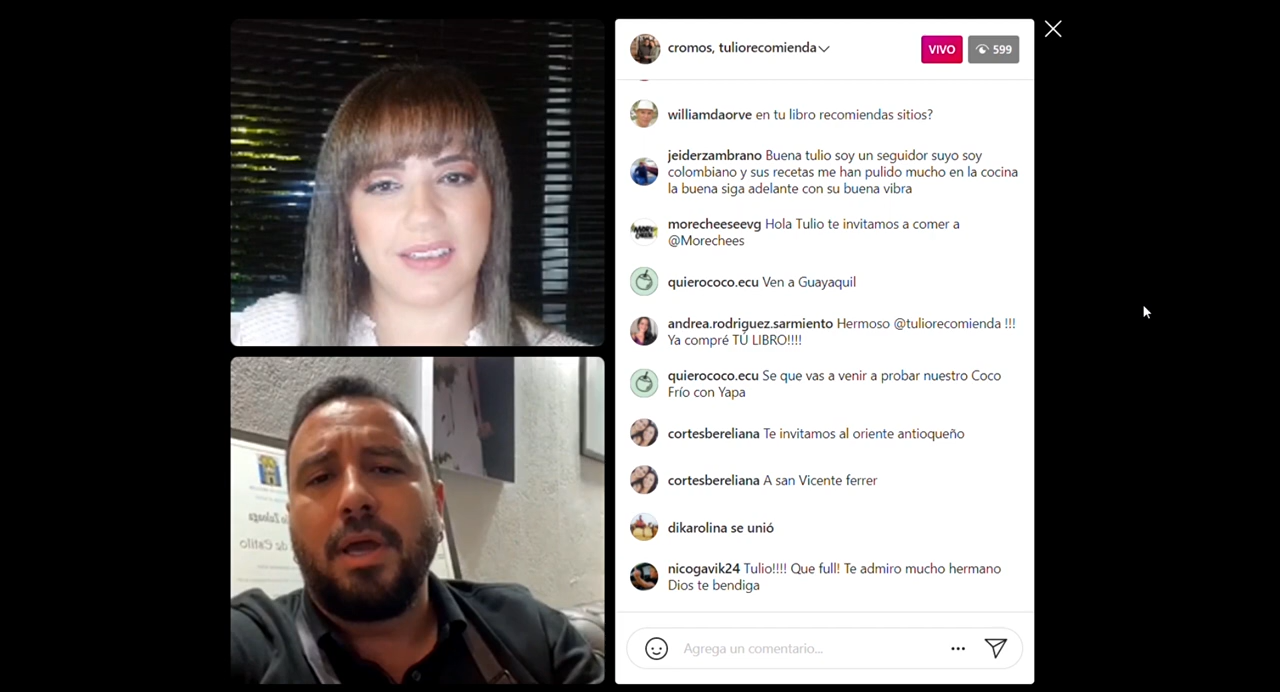 cromos, tuliorecomienda
VIVO
599
williamdaorve en tu libro recomiendas sitios?
jeiderzambrano Buena tulio soy un seguidor suyo soy
colombiano y sus recetas me han pulido mucho en la cocina
la buena siga adelante con su buena vibra
morecheeseevg Hola Tulio te invitamos a comer a
@Morechees
quierococo.ecu Ven a Guayaquil
andrea.rodriguez.sarmiento Hermoso @tuliorecomienda !!!
Ya compré TÚ LIBRO!!!!
quierococo.ecu Se que vas a venir a probar nuestro Coco
Frío con Yapa
cortesbereliana Te invitamos al oriente antioqueño
cortesbereliana A san Vicente ferrer
dikarolina se unió
nicogavik24 Tulio!!!! Que full! Te admiro mucho hermano
Dios te bendiga
Agrega un comentario...
Zuloaga
de Estilo